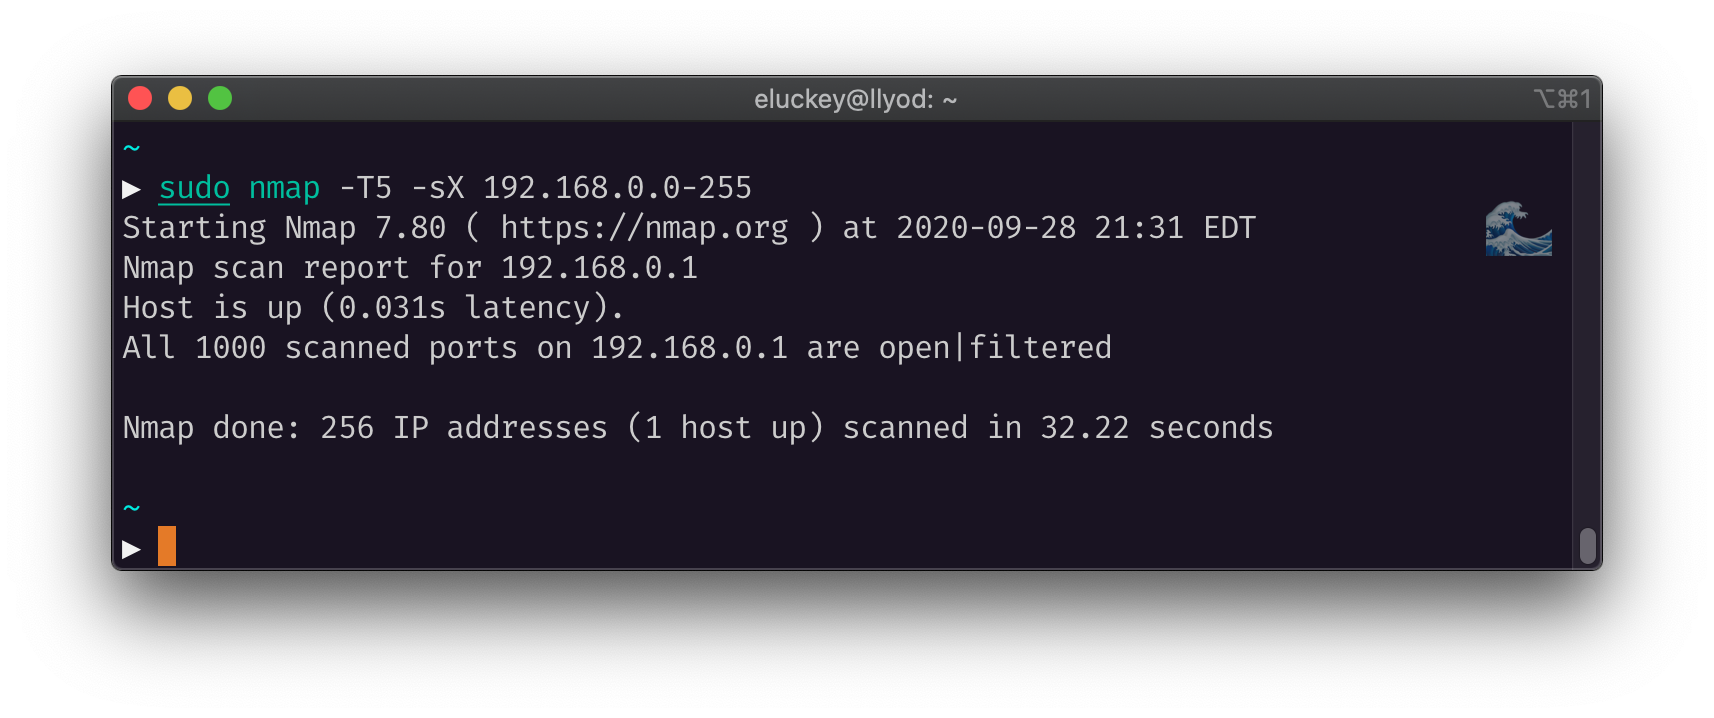 eluckey@llyod: ~
⌥⌘1
~
▶ sudo nmap -T5 -sX 192.168.0.0-255
Starting Nmap 7.80 ( https://nmap.org ) at 2020-09-28 21:31 EDT
Nmap scan report for 192.168.0.1
Host is up (0.031s latency).
All 1000 scanned ports on 192.168.0.1 are open|filtered
Nmap done: 256 IP addresses (1 host up) scanned in 32.22 seconds
~
▶